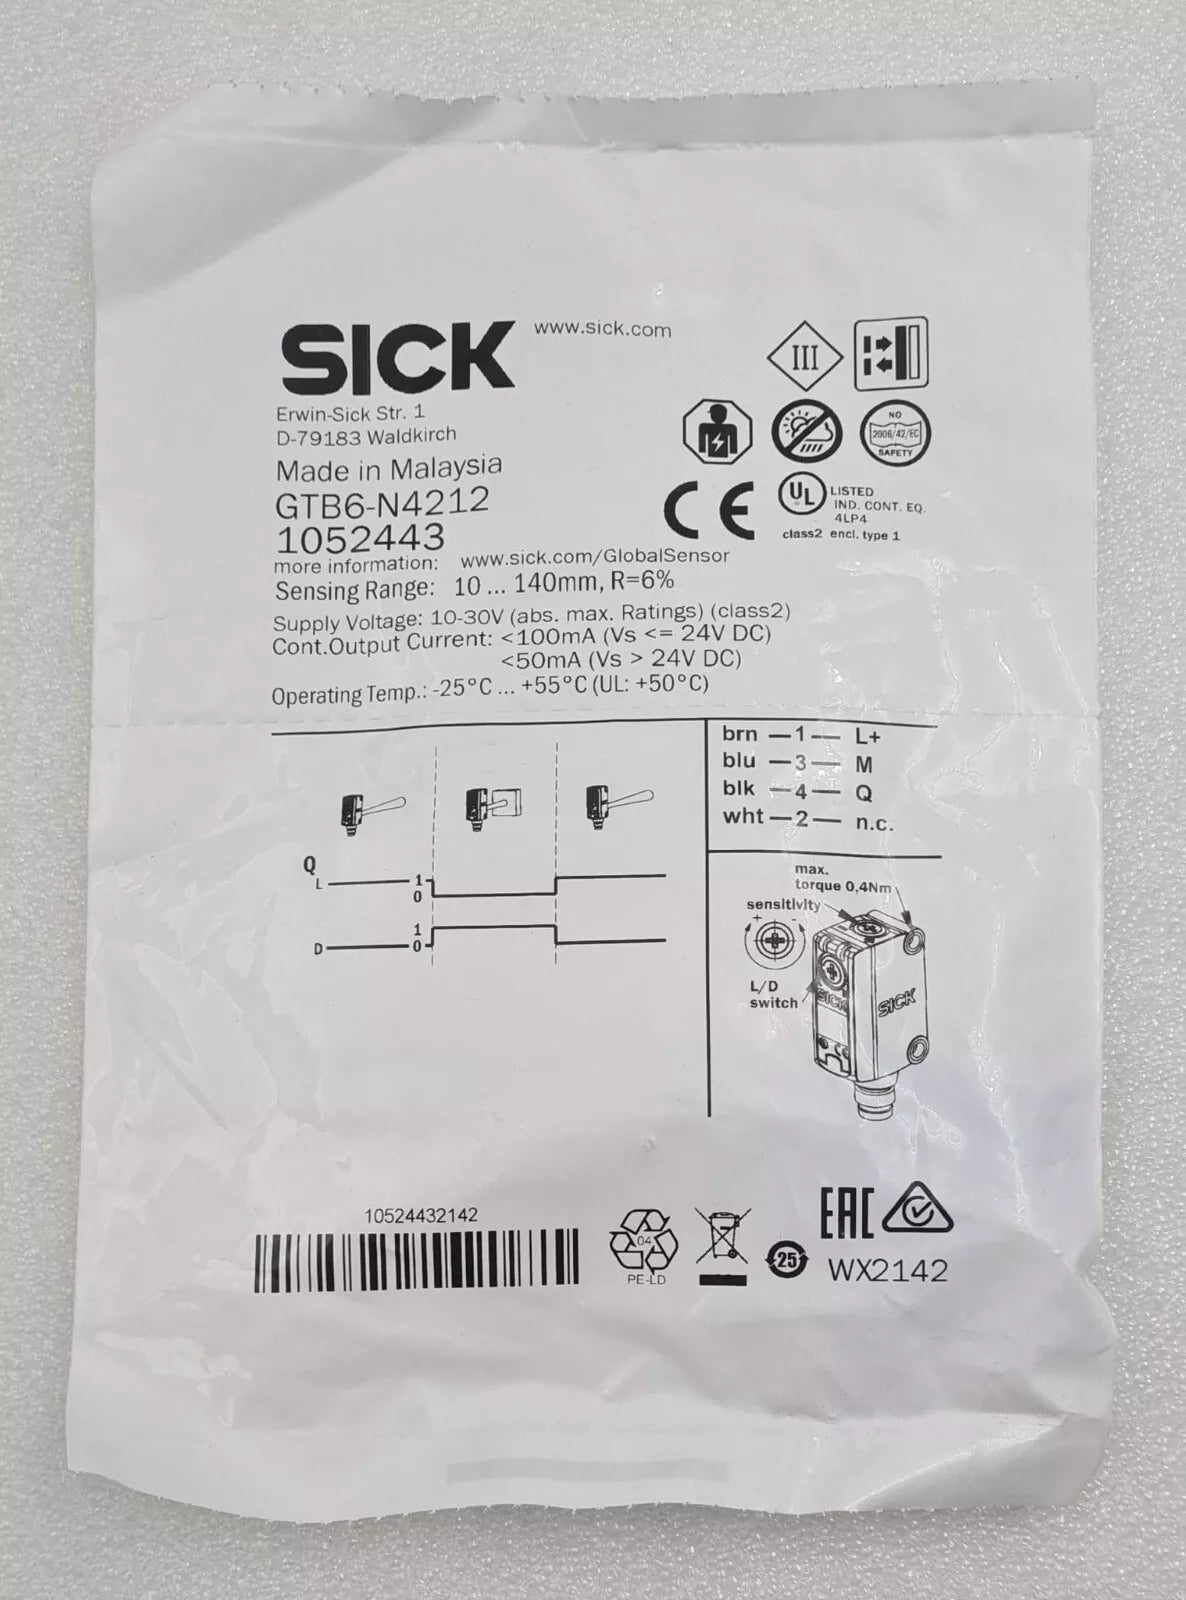 SICK www.sick.com
Erwin-Sick Str. 1
D-79183 Waldkirch
Made in Malaysia
GTB6-N4212
1052443
more information: www.sick.com/GlobalSensor
Sensing Range: 10 ... 140mm, R=6%
Supply Voltage: 10-30V (abs. max. Ratings) (class2)
Cont.Output Current: <100mA (Vs <= 24V DC)
<50mA (Vs > 24V DC)
Operating Temp.: -25°C ... +55°C (UL: +50°C)
III
NO
2006/42/EC
SAFETY
CE
UL LISTED
IND. CONT. EQ.
4LP4
class2 encl. type 1
brn —1— L+
blu —3— M
blk —4— Q
wht —2— n.c.
Q
L 1
0
1
D 0
max.
torque 0,4Nm
sensitivity
+ -
L/D
switch
SICK
SICK
10524432142
04
PE-LD
25
EAC
WX2142